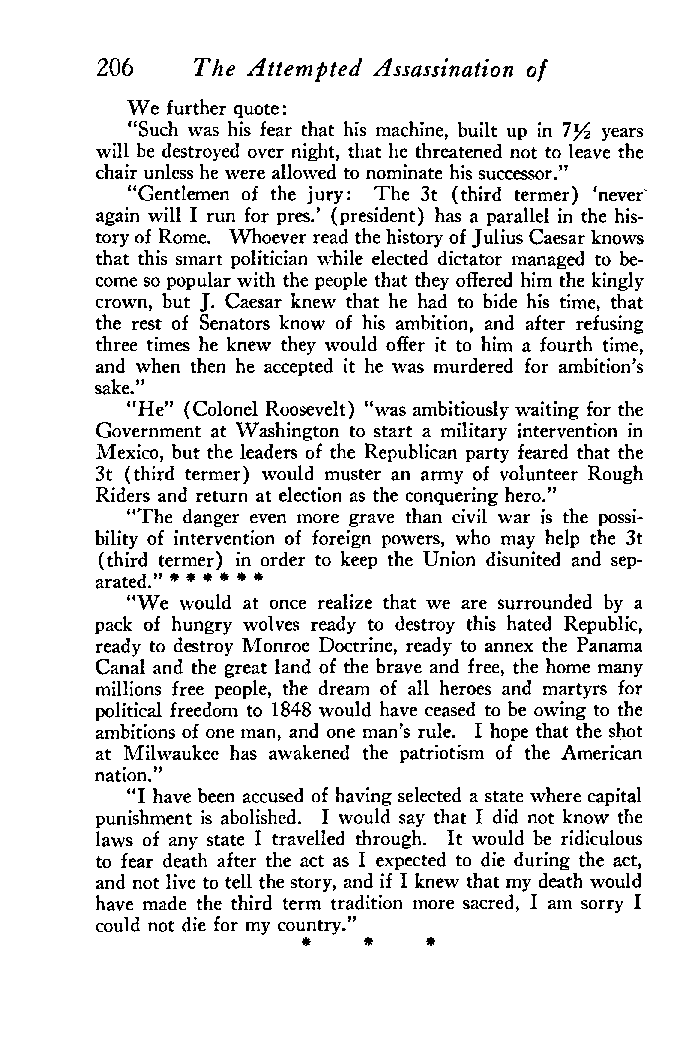 206 The Attempted Assassination of
We further quote:
"Such was his fear that his machine, built up in 7½ years
will be destroyed over night, that he threatened not to leave the
chair unless he were allowed to nominate his successor."
"Gentlemen of the jury: The 3t (third termer) 'never
again will I run for pres.' (president) has a parallel in the his-
tory of Rome. Whoever read the history of Julius Caesar knows
that this smart politician while elected dictator managed to be-
come so popular with the people that they offered him the kingly
crown, but J. Caesar knew that he had to bide his time, that
the rest of Senators know of his ambition, and after refusing
three times he knew they would offer it to him a fourth time,
and when then he accepted it he was murdered for ambition's
sake."
"He" (Colonel Roosevelt) "was ambitiously waiting for the
Government at Washington to start a military intervention in
Mexico, but the leaders of the Republican party feared that the
3t (third termer) would muster an army of volunteer Rough
Riders and return at election as the conquering hero."
"The danger even more grave than civil war is the possi-
bility of intervention of foreign powers, who may help the 3t
(third termer) in order to keep the Union disunited and sep-
arated." * * * * * *
"We would at once realize that we are surrounded by a
pack of hungry wolves ready to destroy this hated Republic,
ready to destroy Monroe Doctrine, ready to annex the Panama
Canal and the great land of the brave and free, the home many
millions free people, the dream of all heroes and martyrs for
political freedom to 1848 would have ceased to be owing to the
ambitions of one man, and one man's rule. I hope that the shot
at Milwaukee has awakened the patriotism of the American
nation."
"I have been accused of having selected a state where capital
punishment is abolished. I would say that I did not know the
laws of any state I travelled through. It would be ridiculous
to fear death after the act as I expected to die during the act,
and not live to tell the story, and if I knew that my death would
have made the third term tradition more sacred, I am sorry I
could not die for my country."
* * *